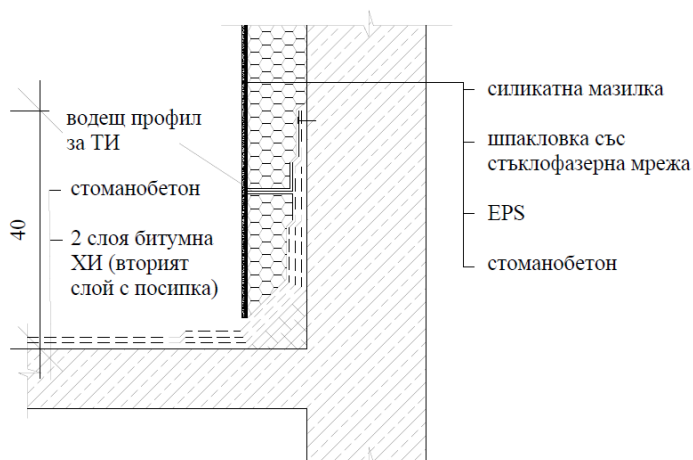 водещ профил
за ТИ
стоманобетон
2 слоя битумна
ХИ (вторият
слой с посипка)
40
силикатна мазилка
шпакловка със
стъклофазерна мрежа
EPS
стоманобетон